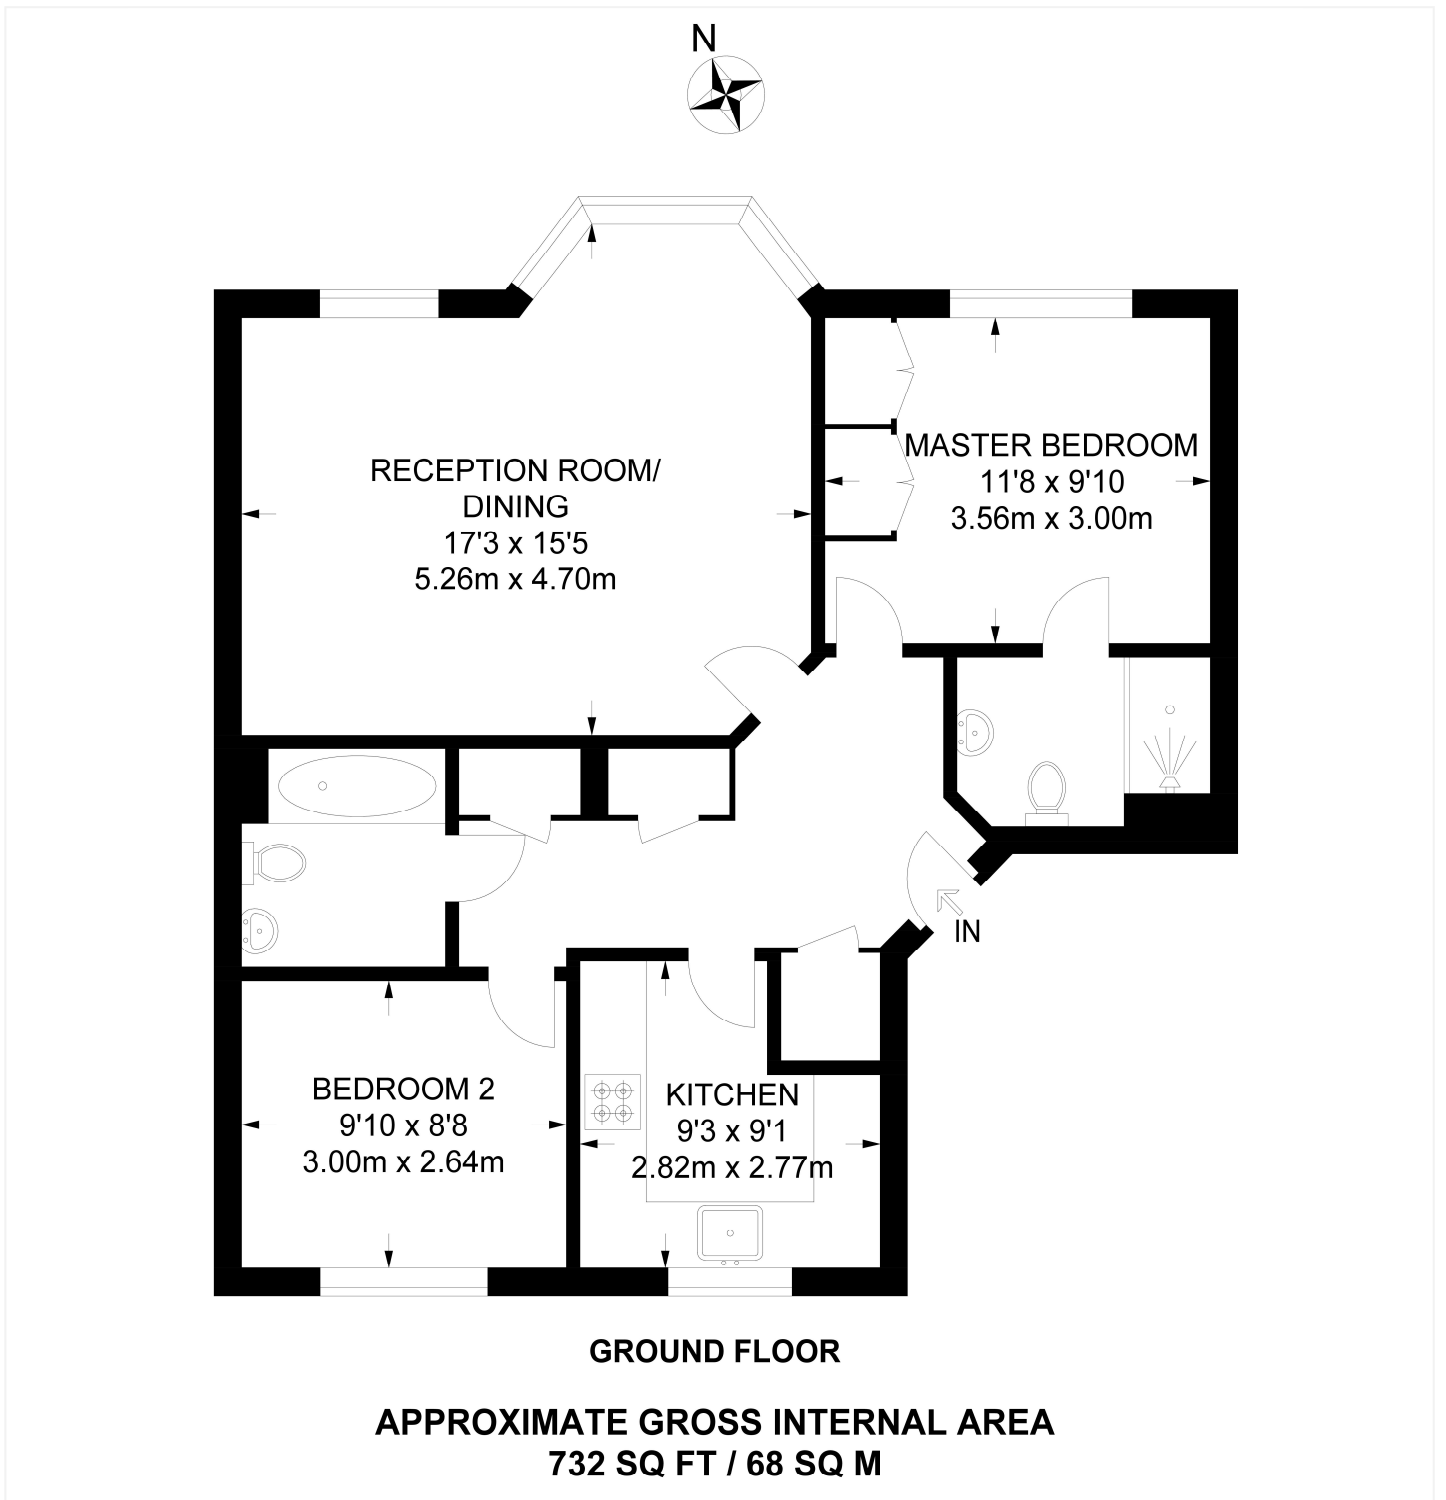 N
RECEPTION ROOM/
DINING
17'3 x 15'5
5.26m x 4.70m
MASTER BEDROOM
11'8 x 9'10
3.56m x 3.00m
IN
BEDROOM 2
9'10 x 8'8
3.00m x 2.64m
KITCHEN
9'3 x 9'1
2.82m x 2.77m
GROUND FLOOR
APPROXIMATE GROSS INTERNAL AREA
732 SQ FT / 68 SQ M